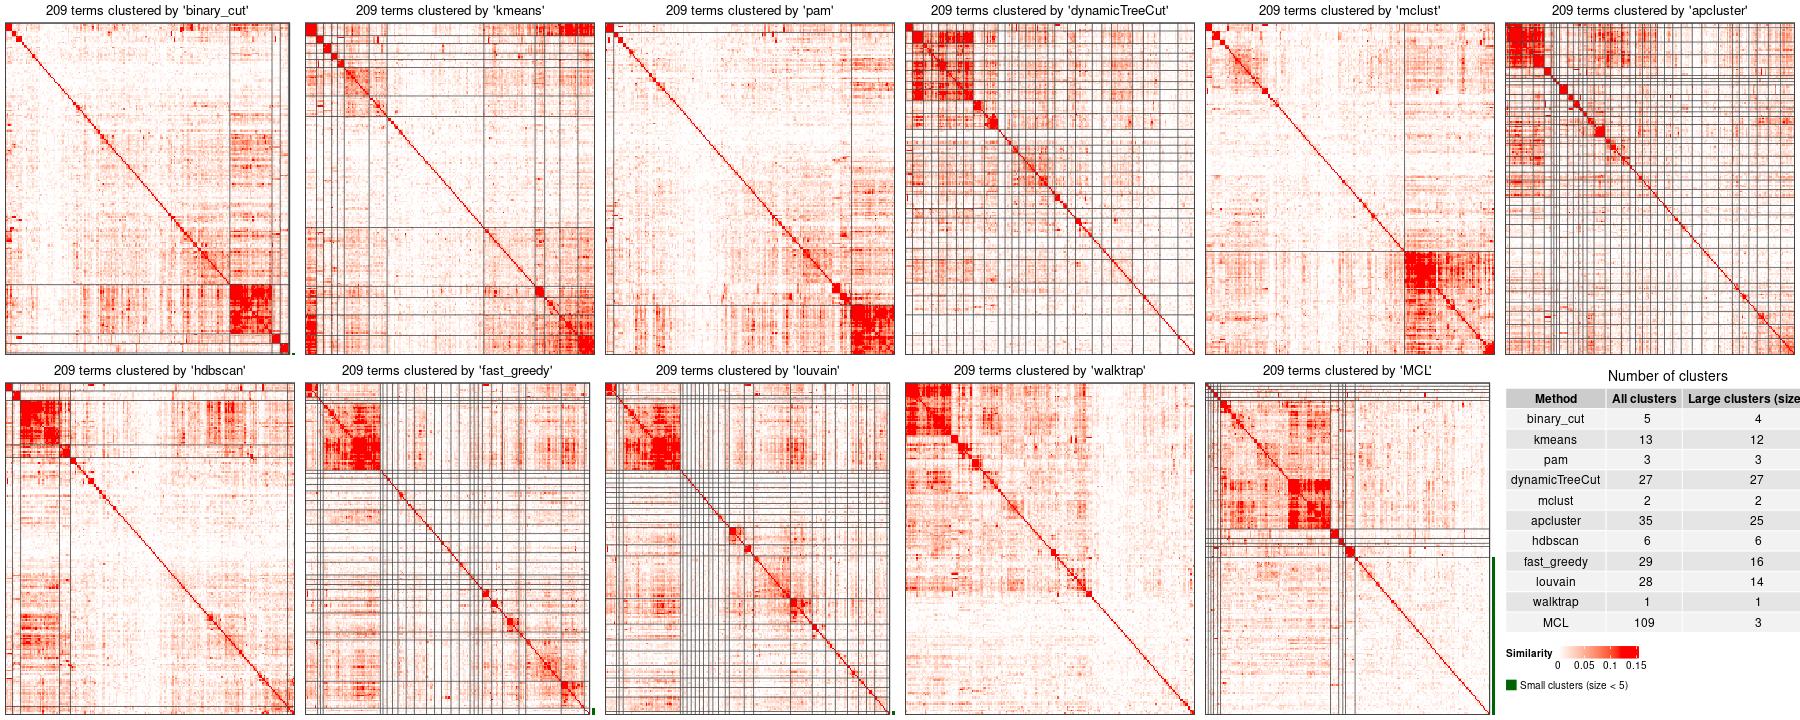 209 terms clustered by 'binary_cut'
209 terms clustered by 'kmeans'
209 terms clustered by 'pam'
209 terms clustered by 'dynamicTreeCut'
209 terms clustered by 'mclust'
209 terms clustered by 'apcluster'
209 terms clustered by 'hdbscan'
209 terms clustered by 'fast_greedy'
209 terms clustered by 'louvain'
209 terms clustered by 'walktrap'
209 terms clustered by 'MCL'
Number of clusters
Method All clusters Large clusters (size
binary_cut 5 4
kmeans 13 12
pam 3 3
dynamicTreeCut 27 27
mclust 2 2
apcluster 35 25
hdbscan 6 6
fast_greedy 29 16
louvain 28 14
walktrap 1 1
MCL 109 3
Similarity
0 0.05 0.1 0.15
Small clusters (size < 5)